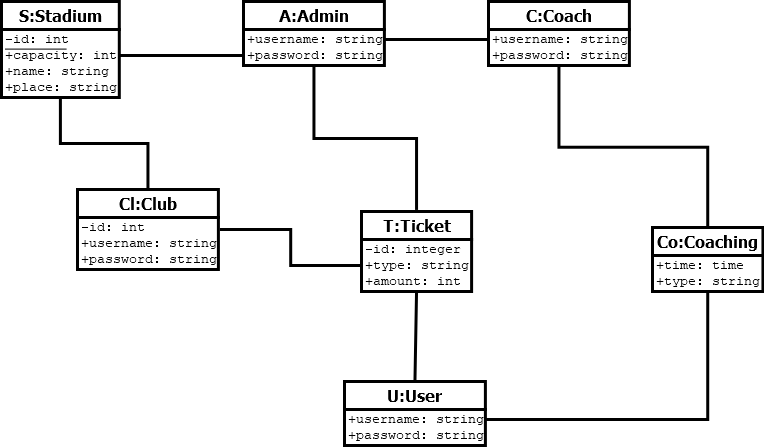 S:Stadium
-id: int
+capacity: int
+name: string
+place: string
A:Admin
+username: string
+password: string
C:Coach
+username: string
+password: string
Cl:Club
-id: int
+username: string
+password: string
T:Ticket
-id: integer
+type: string
+amount: int
Co:Coaching
+time: time
+type: string
U:User
+username: string
+password: string